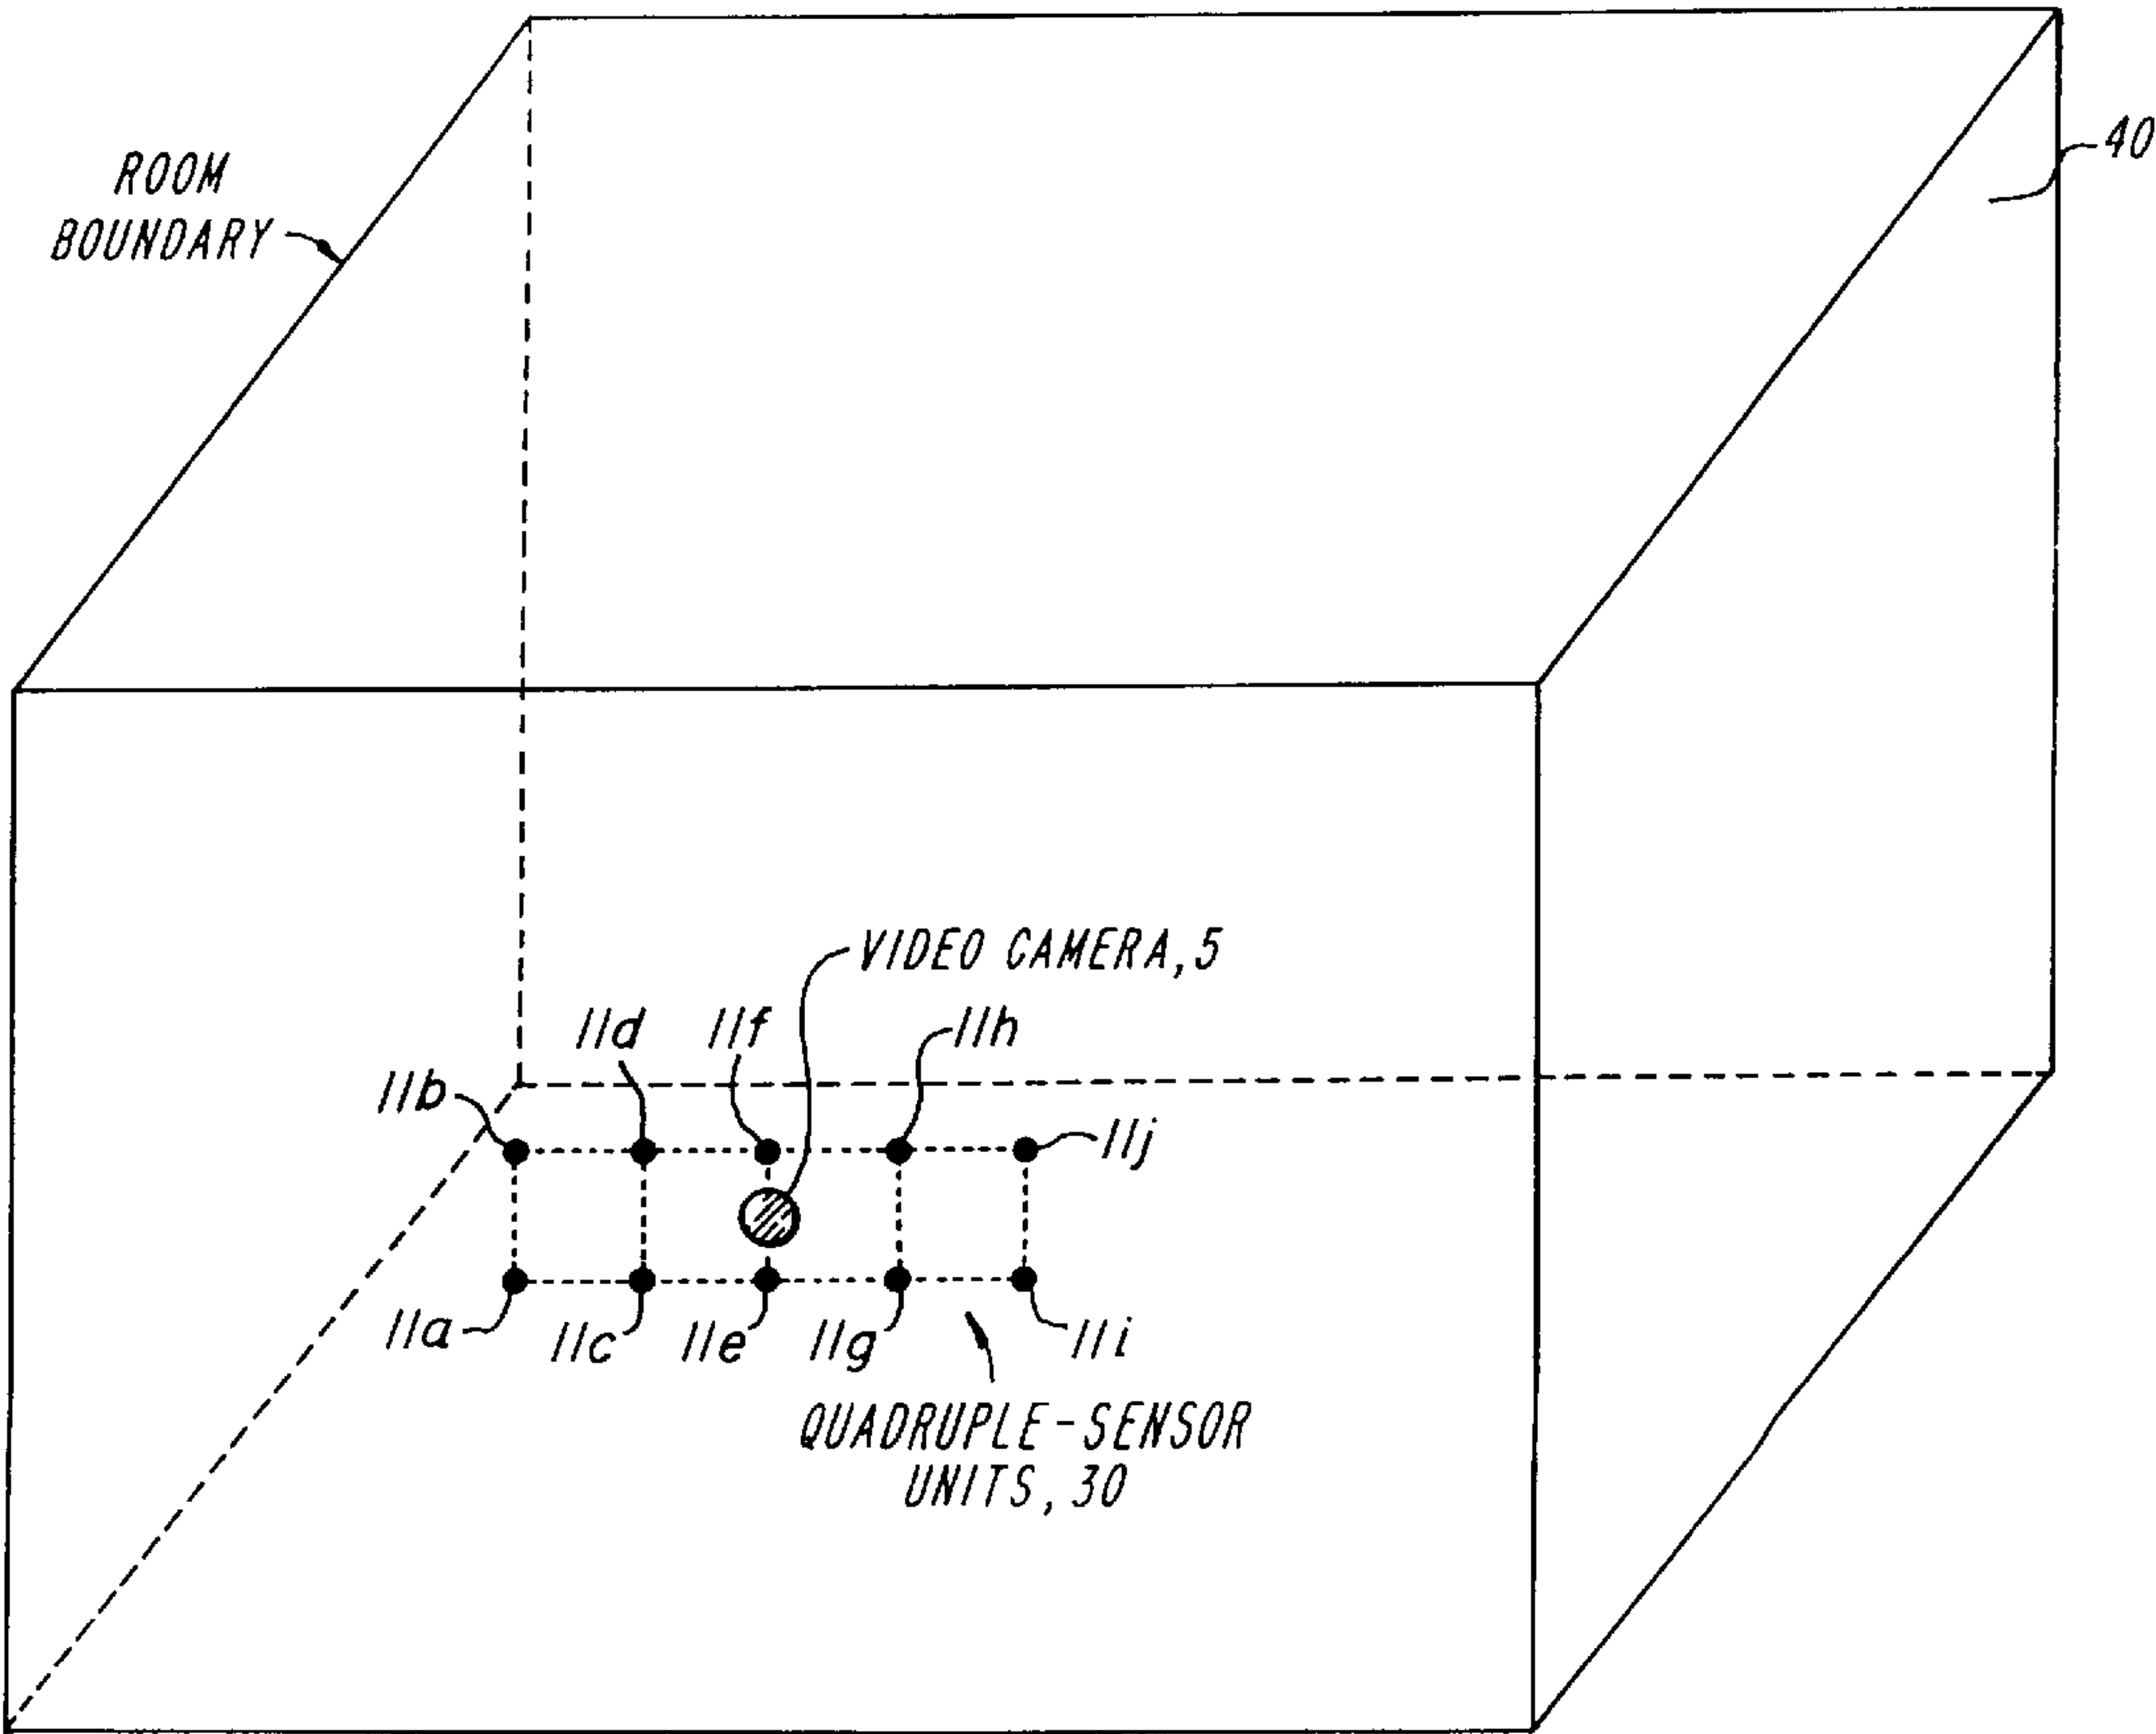 40
ROOM
BOUNDARY
VIDEO CAMERA, 5
11d 11f 11h
11b
11j
11a 11c 11e 11g 11i
QUADRUPLE-SENSOR
UNITS, 30